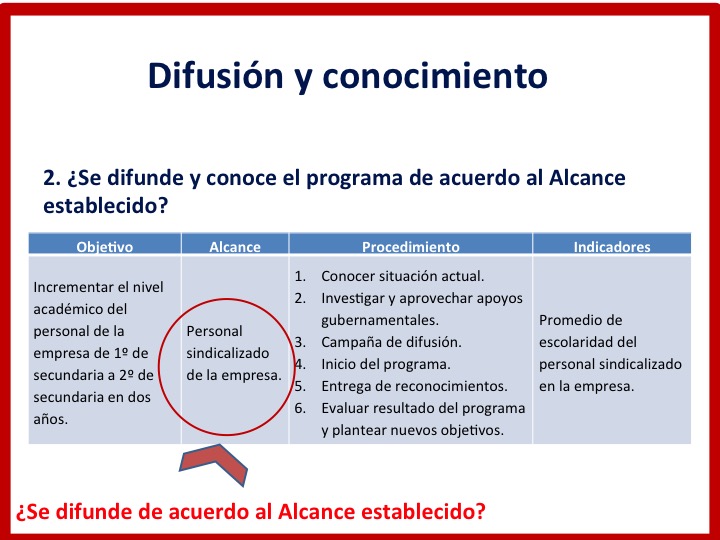 Difusión y conocimiento
2. ¿Se difunde y conoce el programa de acuerdo al Alcance
establecido?
Objetivo
Alcance
Procedimiento
Indicadores
Incrementar el nivel
académico del
personal de la
empresa de 1º de
secundaria a 2º de
secundaria en dos
años.
Personal
sindicalizado
de la empresa.
1. Conocer situación actual.
2. Investigar y aprovechar apoyos
gubernamentales.
3. Campaña de difusión.
4. Inicio del programa.
5. Entrega de reconocimientos.
6. Evaluar resultado del programa
y plantear nuevos objetivos.
Promedio de
escolaridad del
personal sindicalizado
en la empresa.
¿Se difunde de acuerdo al Alcance establecido?